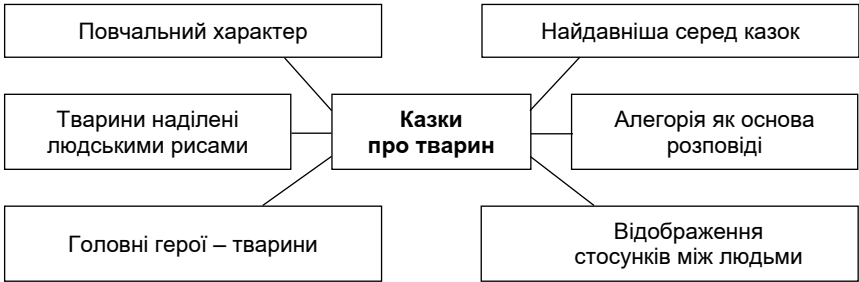 Повчальний характер
Найдавніша серед казок
Тварини наділені
людськими рисами
Казки
про тварин
Алегорія як основа
розповіді
Головні герої – тварини
Відображення
стосунків між людьми